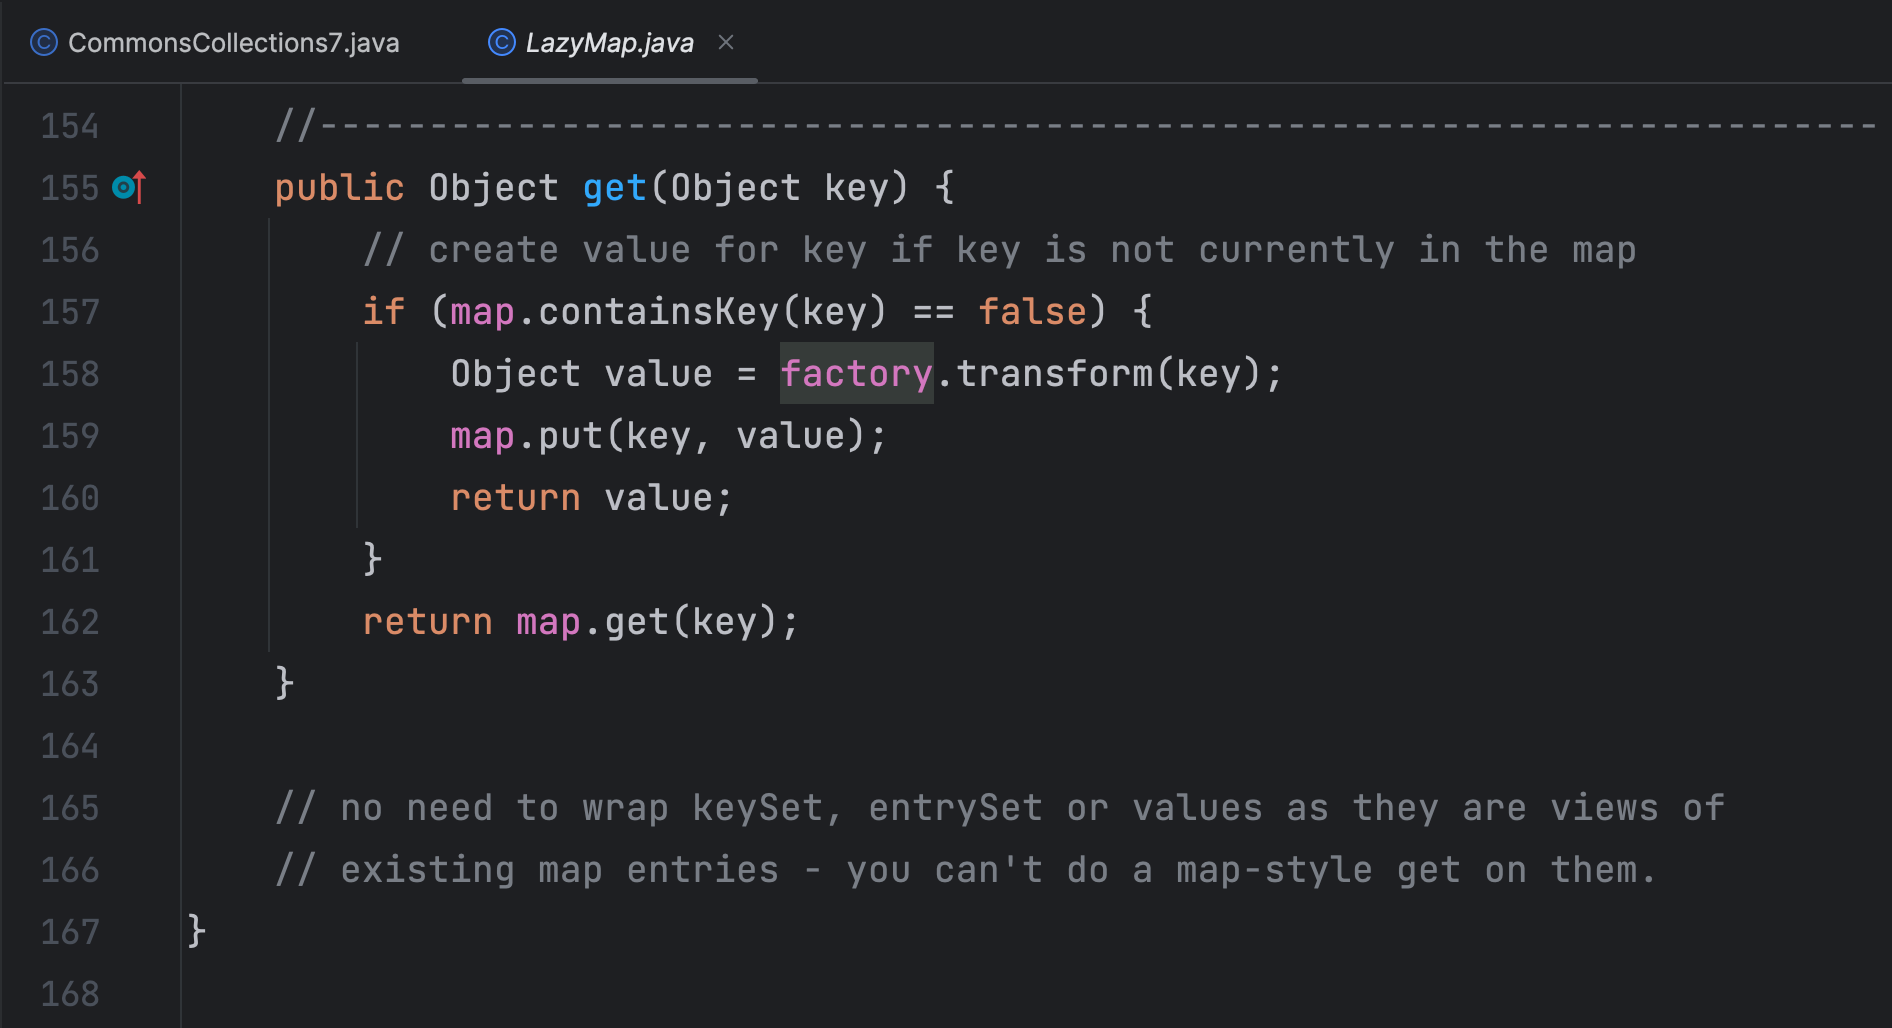 CommonsCollections7.java LazyMap.java
154 //-----------------------------------------------------------------------
155 public Object get(Object key) {
156 // create value for key if key is not currently in the map
157 if (map.containsKey(key) == false) {
158 Object value = factory.transform(key);
159 map.put(key, value);
160 return value;
161 }
162 return map.get(key);
163 }
164
165 // no need to wrap keySet, entrySet or values as they are views of
166 // existing map entries - you can't do a map-style get on them.
167 }
168